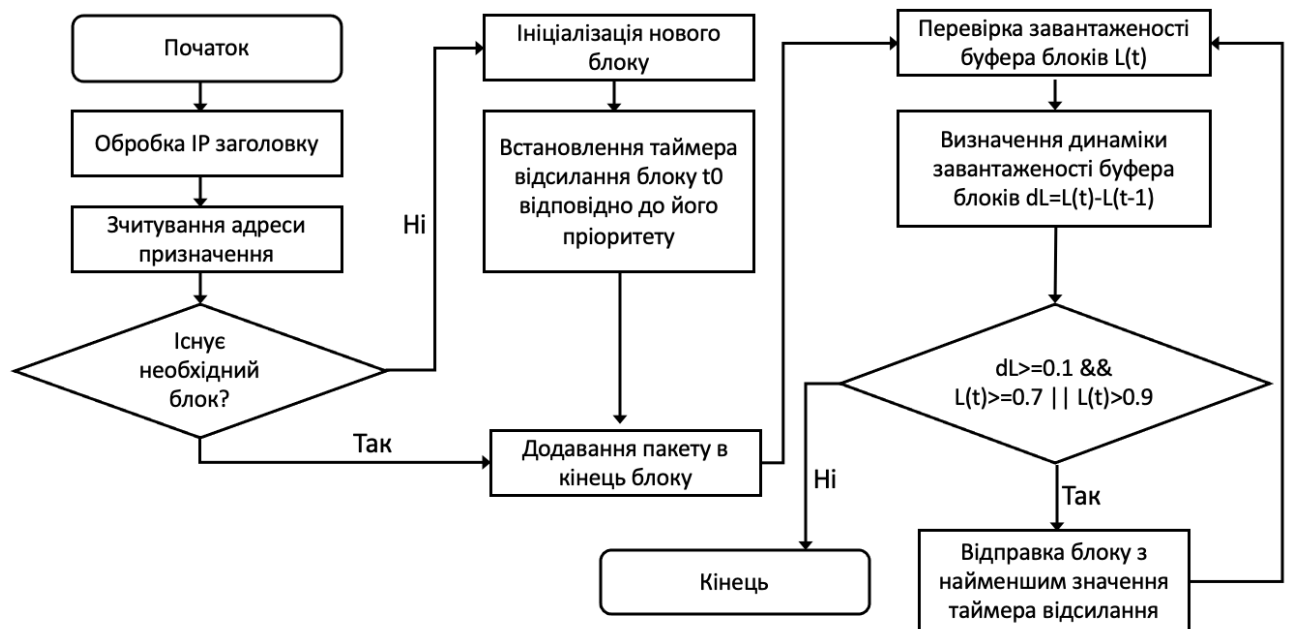 Початок
Обробка IP заголовку
Зчитування адреси
призначення
Існує
необхідний
блок?
Ні
Так
Ініціалізація нового
блоку
Встановлення таймера
відсилання блоку t0
відповідно до його
пріоритету
Додавання пакету в
кінець блоку
Перевірка завантаженості
буфера блоків L(t)
Визначення динаміки
завантаженості буфера
блоків dL=L(t)-L(t-1)
dL>=0.1 &&
L(t)>=0.7 || L(t)>0.9
Ні
Так
Відправка блоку з
найменшим значення
таймера відсилання
Кінець